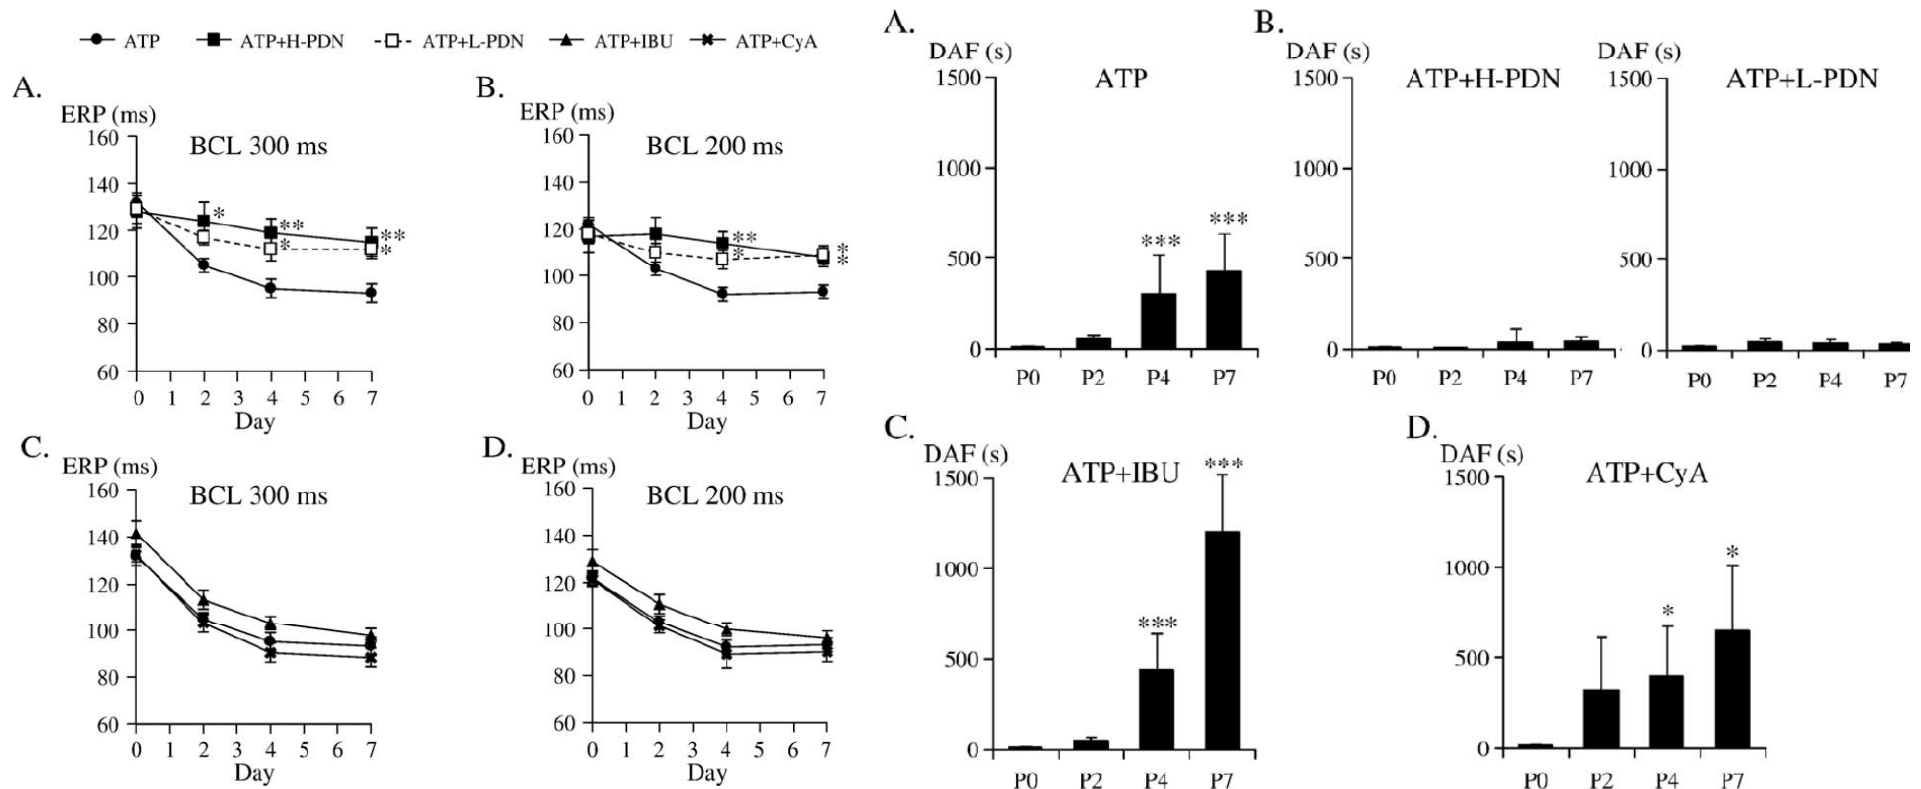 ATP ATP+H-PDN ATP+L-PDN ATP+IBU ATP+CyA
A.
ERP (ms)
BCL 300 ms
160
140
120
100
80
60
*
**
*
**
*
0 1 2 3 4 5 6 7
Day
B.
ERP (ms)
BCL 200 ms
160
140
120
100
80
60
**
*
*
*
0 1 2 3 4 5 6 7
Day
C.
ERP (ms)
BCL 300 ms
160
140
120
100
80
60
0 1 2 3 4 5 6 7
Day
D.
ERP (ms)
BCL 200 ms
160
140
120
100
80
60
0 1 2 3 4 5 6 7
Day
A.
DAF (s)
ATP
1500
1000
500
0
***
***
P0 P2 P4 P7
B.
DAF (s)
ATP+H-PDN
1500
1000
500
0
P0 P2 P4 P7
DAF (s)
ATP+L-PDN
1500
1000
500
0
P0 P2 P4 P7
C.
DAF (s)
ATP+IBU
1500
1000
500
0
***
***
P0 P2 P4 P7
D.
DAF (s)
ATP+CyA
1500
1000
500
0
*
*
P0 P2 P4 P7